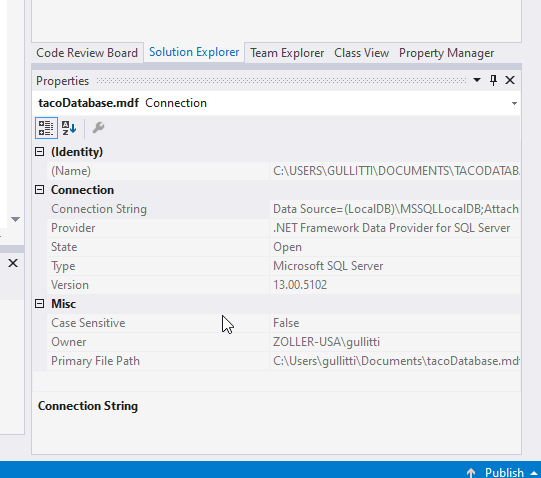 Code Review Board Solution Explorer Team Explorer Class View Property Manager
Properties
tacoDatabase.mdf Connection
(Identity)
(Name) C:\USERS\GULLITTI\DOCUMENTS\TACODATABA
Connection
Connection String Data Source=(LocalDB)\MSSQLLocalDB;Attach
Provider .NET Framework Data Provider for SQL Server
State Open
Type Microsoft SQL Server
Version 13.00.5102
Misc
Case Sensitive False
Owner ZOLLER-USA\gullitti
Primary File Path C:\Users\gullitti\Documents\tacoDatabase.md
Connection String
Publish